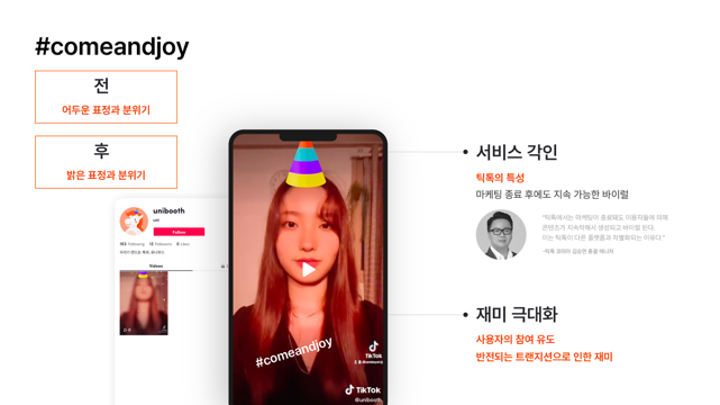 #comeandjoy
전
어두운 표정과 분위기
후
밝은 표정과 분위기
unibooth
uni
Follow
Following
Followers
Likes
Videos
#comeandjoy
TikTok
TikTok
@unibooth
서비스 각인
틱톡의 특성
마케팅 종료 후에도 지속 가능한 바이럴
"틱톡에서는 마케팅이 종료돼도 이용자들에 의해
콘텐츠가 지속적해서 생성되고 바이럴 된다.
이는 틱톡이 다른 플랫폼과 차별화되는 이유다."
-틱톡 코리아 김승연 총괄 매니저
재미 극대화
사용자의 참여 유도
반전되는 트랜지션으로 인한 재미